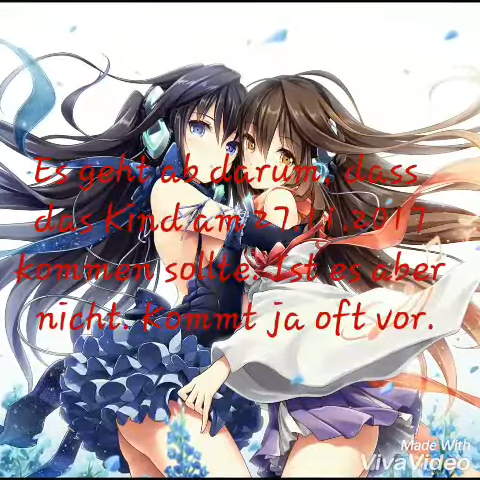 Es geht ab darum, dass
das Kind am 27.11.2017
kommen sollte. Ist es aber
nicht. Kommt ja oft vor.
Made With
VivaVideo